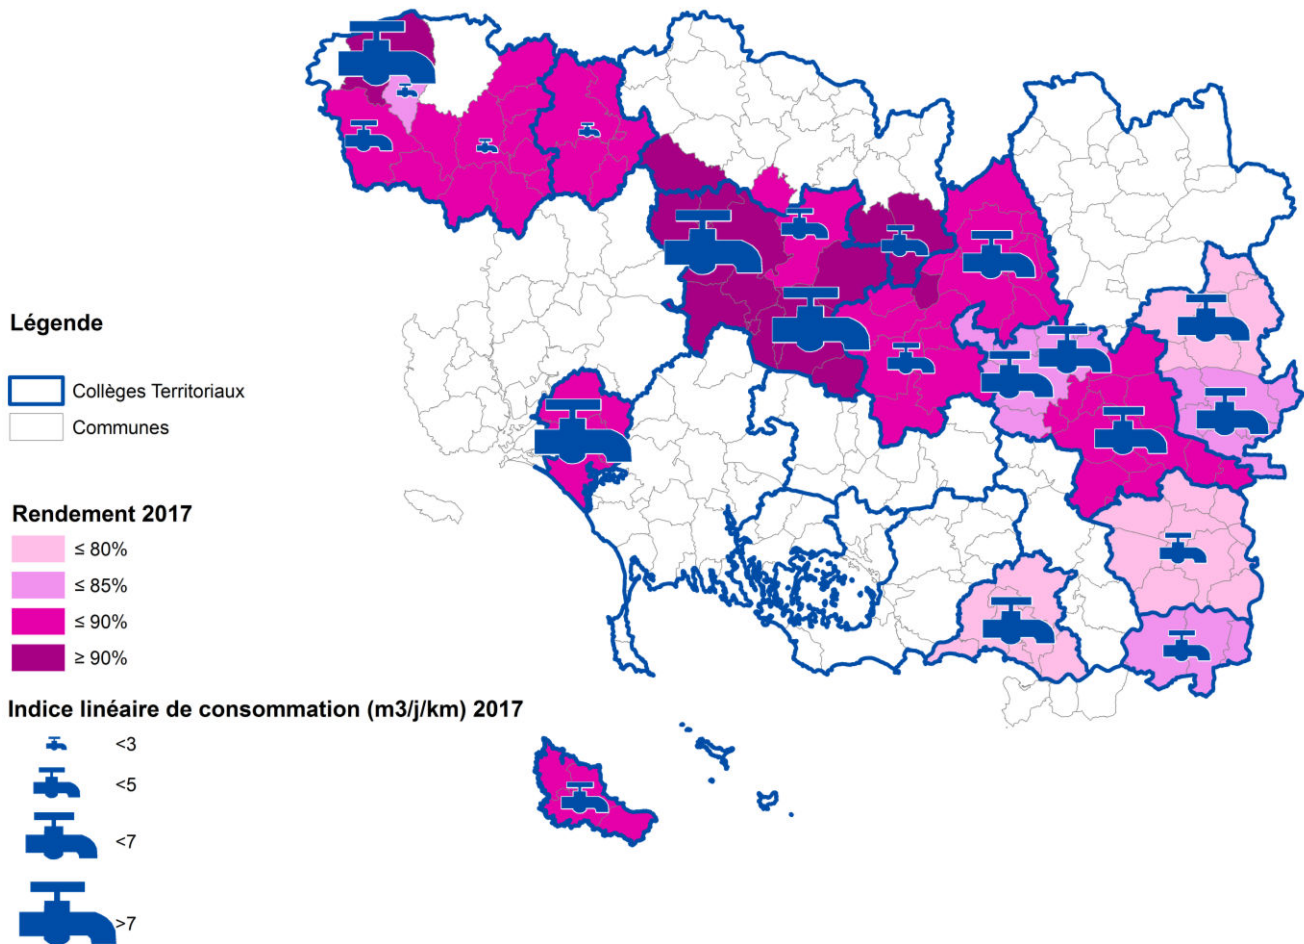 Légende
Collèges Territoriaux
Communes
Rendement 2017
≤ 80%
≤ 85%
≤ 90%
≥ 90%
Indice linéaire de consommation (m3/j/km) 2017
<3
<5
<7
>7